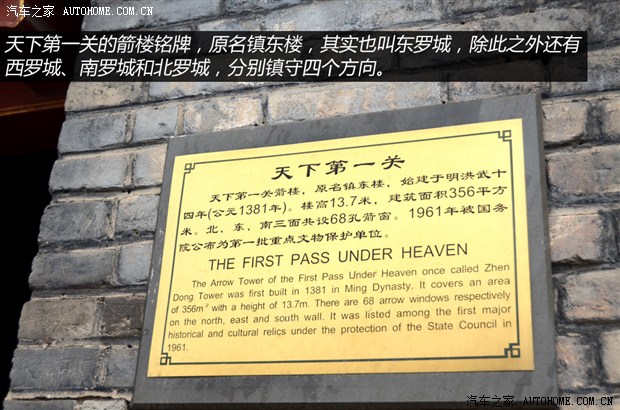 汽车之家 AUTOHOME.COM.CN
天下第一关的箭楼铭牌，原名镇东楼，其实也叫东罗城，除此之外还有
西罗城、南罗城和北罗城，分别镇守四个方向。
天下第一关
天下第一关箭楼，原名镇东楼，始建于明洪武十
四年(公元1381年)。楼高13.7米，建筑面积356平方
米。北、东、南三面共设68孔箭窗。1961年被国务
院公布为第一批重点文物保护单位。
THE FIRST PASS UNDER HEAVEN
The Arrow Tower of the First Pass Under Heaven once called Zhen
Dong Tower was first built in 1381 in Ming Dynasty. It covers an area
of 356m² with a height of 13.7m. There are 68 arrow windows respectively
on the north, east and south wall. It was listed among the first major
historical and cultural relics under the protection of the State Council in
1961.
汽车之家 AUTOHOME.COM.CN